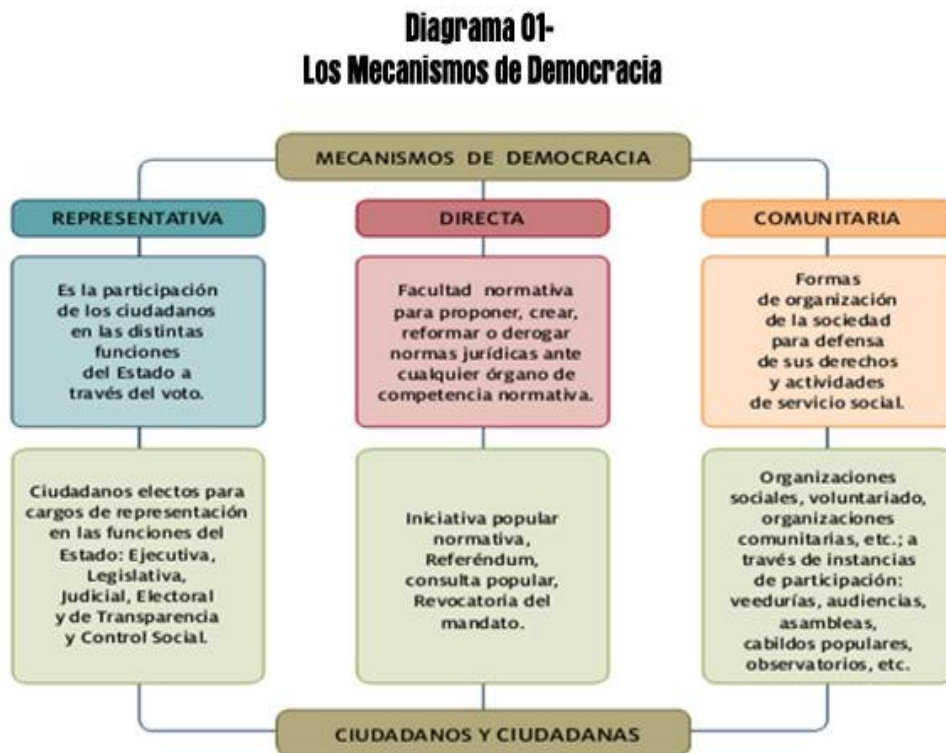 Diagrama 01-
Los Mecanismos de Democracia
MECANISMOS DE DEMOCRACIA
REPRESENTATIVA
Es la participación
de los ciudadanos
en las distintas
funciones
del Estado a
través del voto.
Ciudadanos electos para
cargos de representación
en las funciones del
Estado: Ejecutiva,
Legislativa,
Judicial, Electoral
y de Transparencia
y Control Social.
DIRECTA
Facultad normativa
para proponer, crear,
reformar o derogar
normas jurídicas ante
cualquier órgano de
competencia normativa.
Iniciativa popular
normativa,
Referéndum,
consulta popular,
Revocatoria del
mandato.
COMUNITARIA
Formas
de organización
de la sociedad
para defensa
de sus derechos
y actividades
de servicio social.
Organizaciones
sociales, voluntariado,
organizaciones
comunitarias, etc.; a
través de instancias
de participación:
veedurías, audiencias,
asambleas,
cabildos populares,
observatorios, etc.
CIUDADANOS Y CIUDADANAS